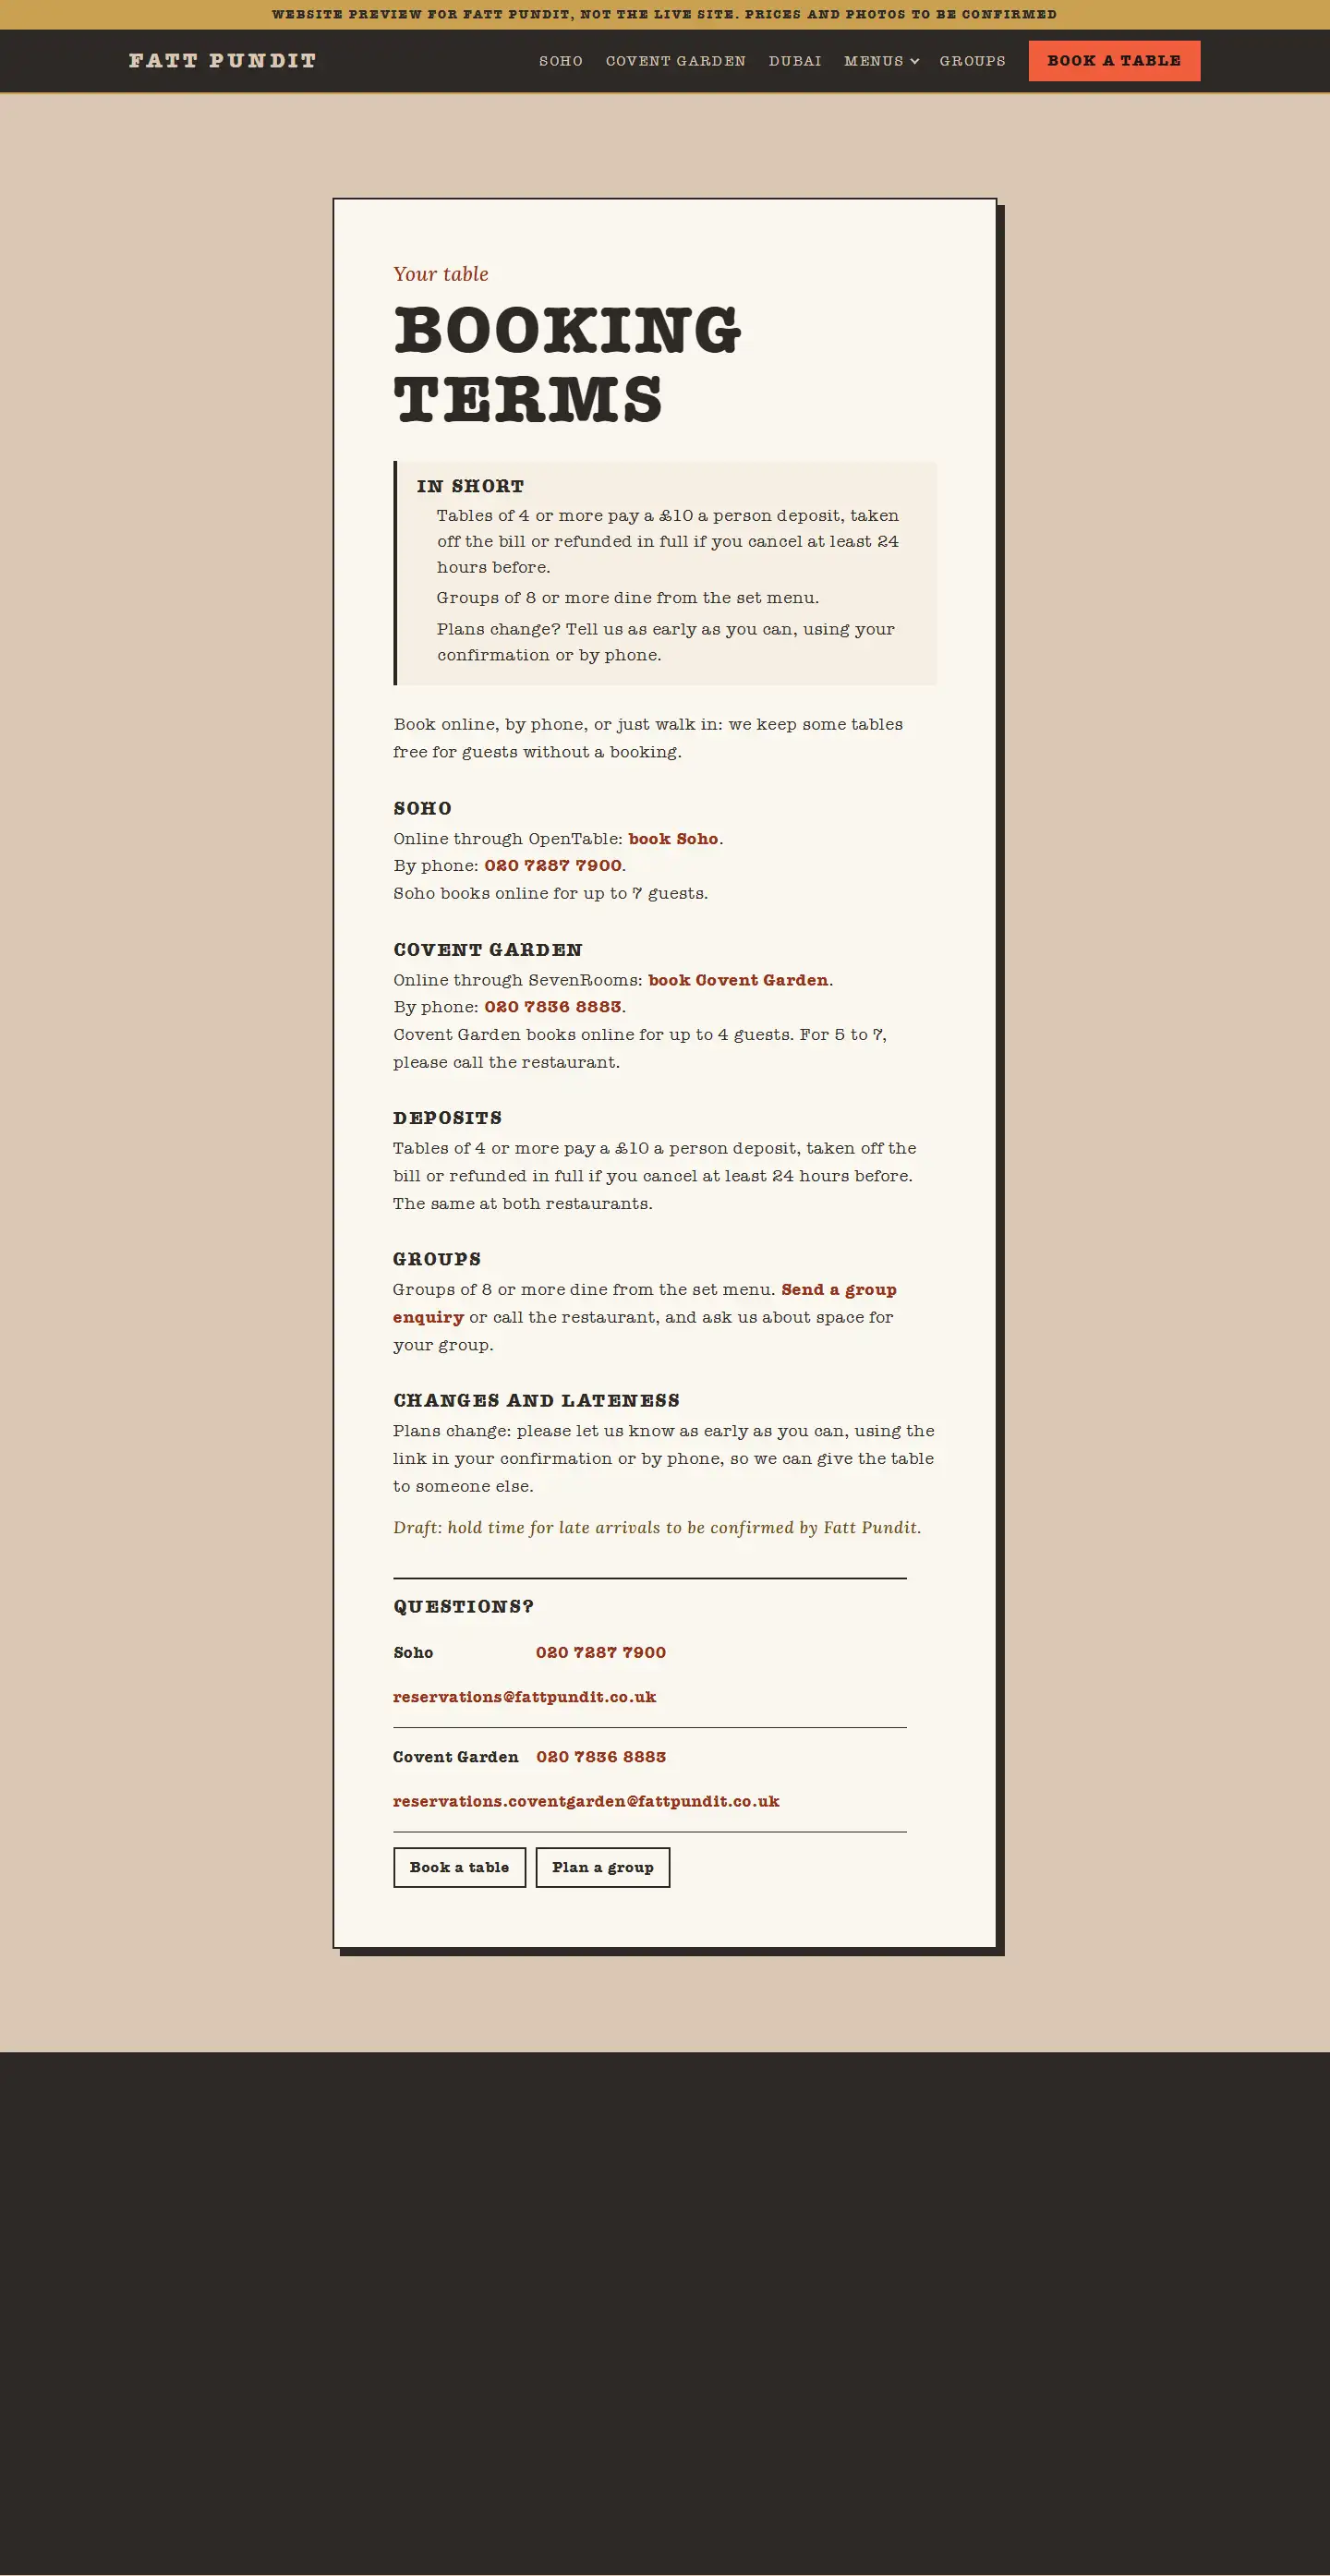 WEBSITE PREVIEW FOR FATT PUNDIT, NOT THE LIVE SITE. PRICES AND PHOTOS TO BE CONFIRMED
FATT PUNDIT
SOHO
COVENT GARDEN
DUBAI
MENUS
GROUPS
BOOK A TABLE
Your table
BOOKING
TERMS
IN SHORT
Tables of 4 or more pay a £10 a person deposit, taken
off the bill or refunded in full if you cancel at least 24
hours before.
Groups of 8 or more dine from the set menu.
Plans change? Tell us as early as you can, using your
confirmation or by phone.
Book online, by phone, or just walk in: we keep some tables
free for guests without a booking.
SOHO
Online through OpenTable: book Soho.
By phone: 020 7287 7900.
Soho books online for up to 7 guests.
COVENT GARDEN
Online through SevenRooms: book Covent Garden.
By phone: 020 7836 8883.
Covent Garden books online for up to 4 guests. For 5 to 7,
please call the restaurant.
DEPOSITS
Tables of 4 or more pay a £10 a person deposit, taken off the
bill or refunded in full if you cancel at least 24 hours before.
The same at both restaurants.
GROUPS
Groups of 8 or more dine from the set menu. Send a group
enquiry or call the restaurant, and ask us about space for
your group.
CHANGES AND LATENESS
Plans change: please let us know as early as you can, using the
link in your confirmation or by phone, so we can give the table
to someone else.
Draft: hold time for late arrivals to be confirmed by Fatt Pundit.
QUESTIONS?
Soho 020 7287 7900
reservations@fattpundit.co.uk
Covent Garden 020 7836 8883
reservations.coventgarden@fattpundit.co.uk
Book a table
Plan a group